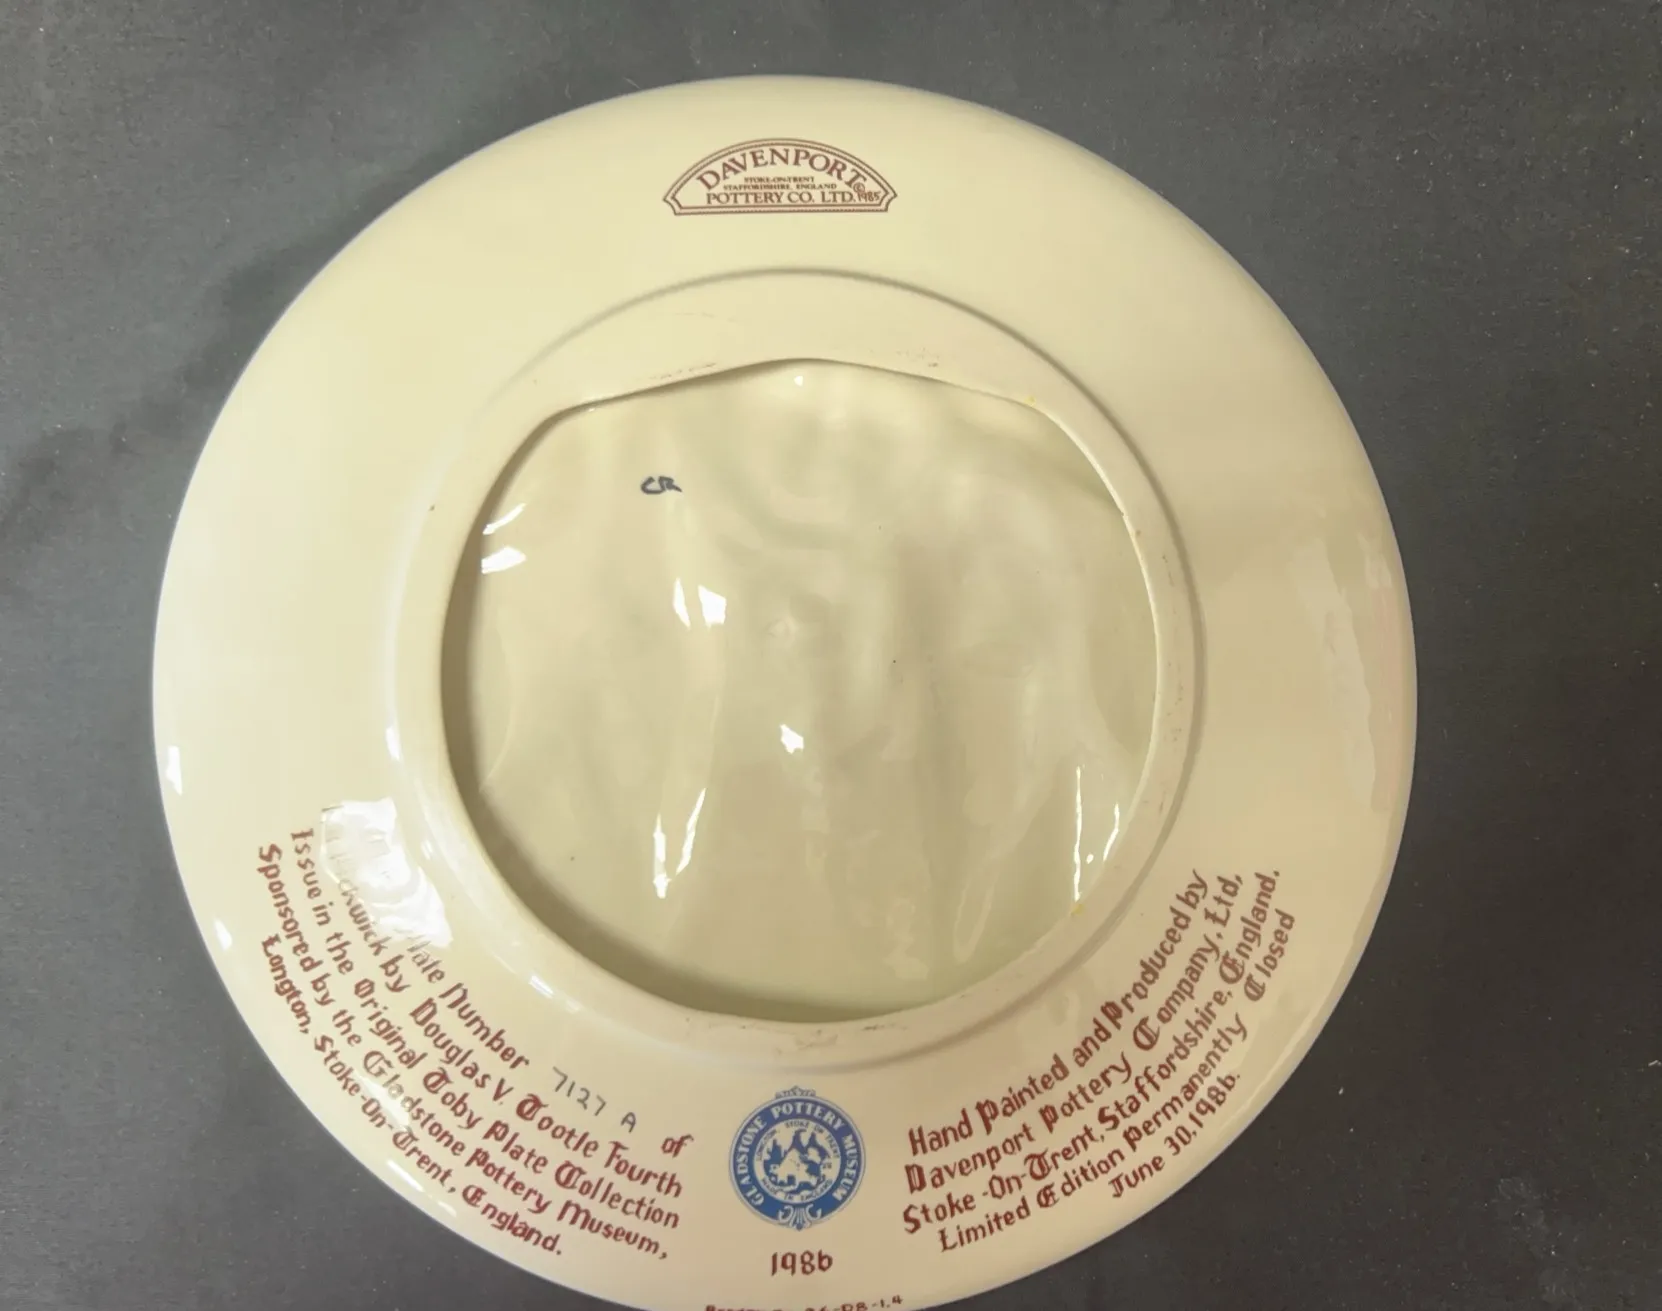 DAVENPORT
STOKE-ON-TRENT
STAFFORDSHIRE, ENGLAND
POTTERY CO. LTD. © 1985
CR
Number 7127 A of
by Douglas V. Tootle Fourth
Issue in the Original Toby Plate Collection
Sponsored by the Gladstone Pottery Museum,
Longton, Stoke-On-Trent, England.
GLADSTONE POTTERY MUSEUM
1986
Hand Painted and Produced by
Davenport Pottery Company, Ltd,
Stoke-On-Trent, Staffordshire, England.
Limited Edition Permanently Closed
June 30, 1986.